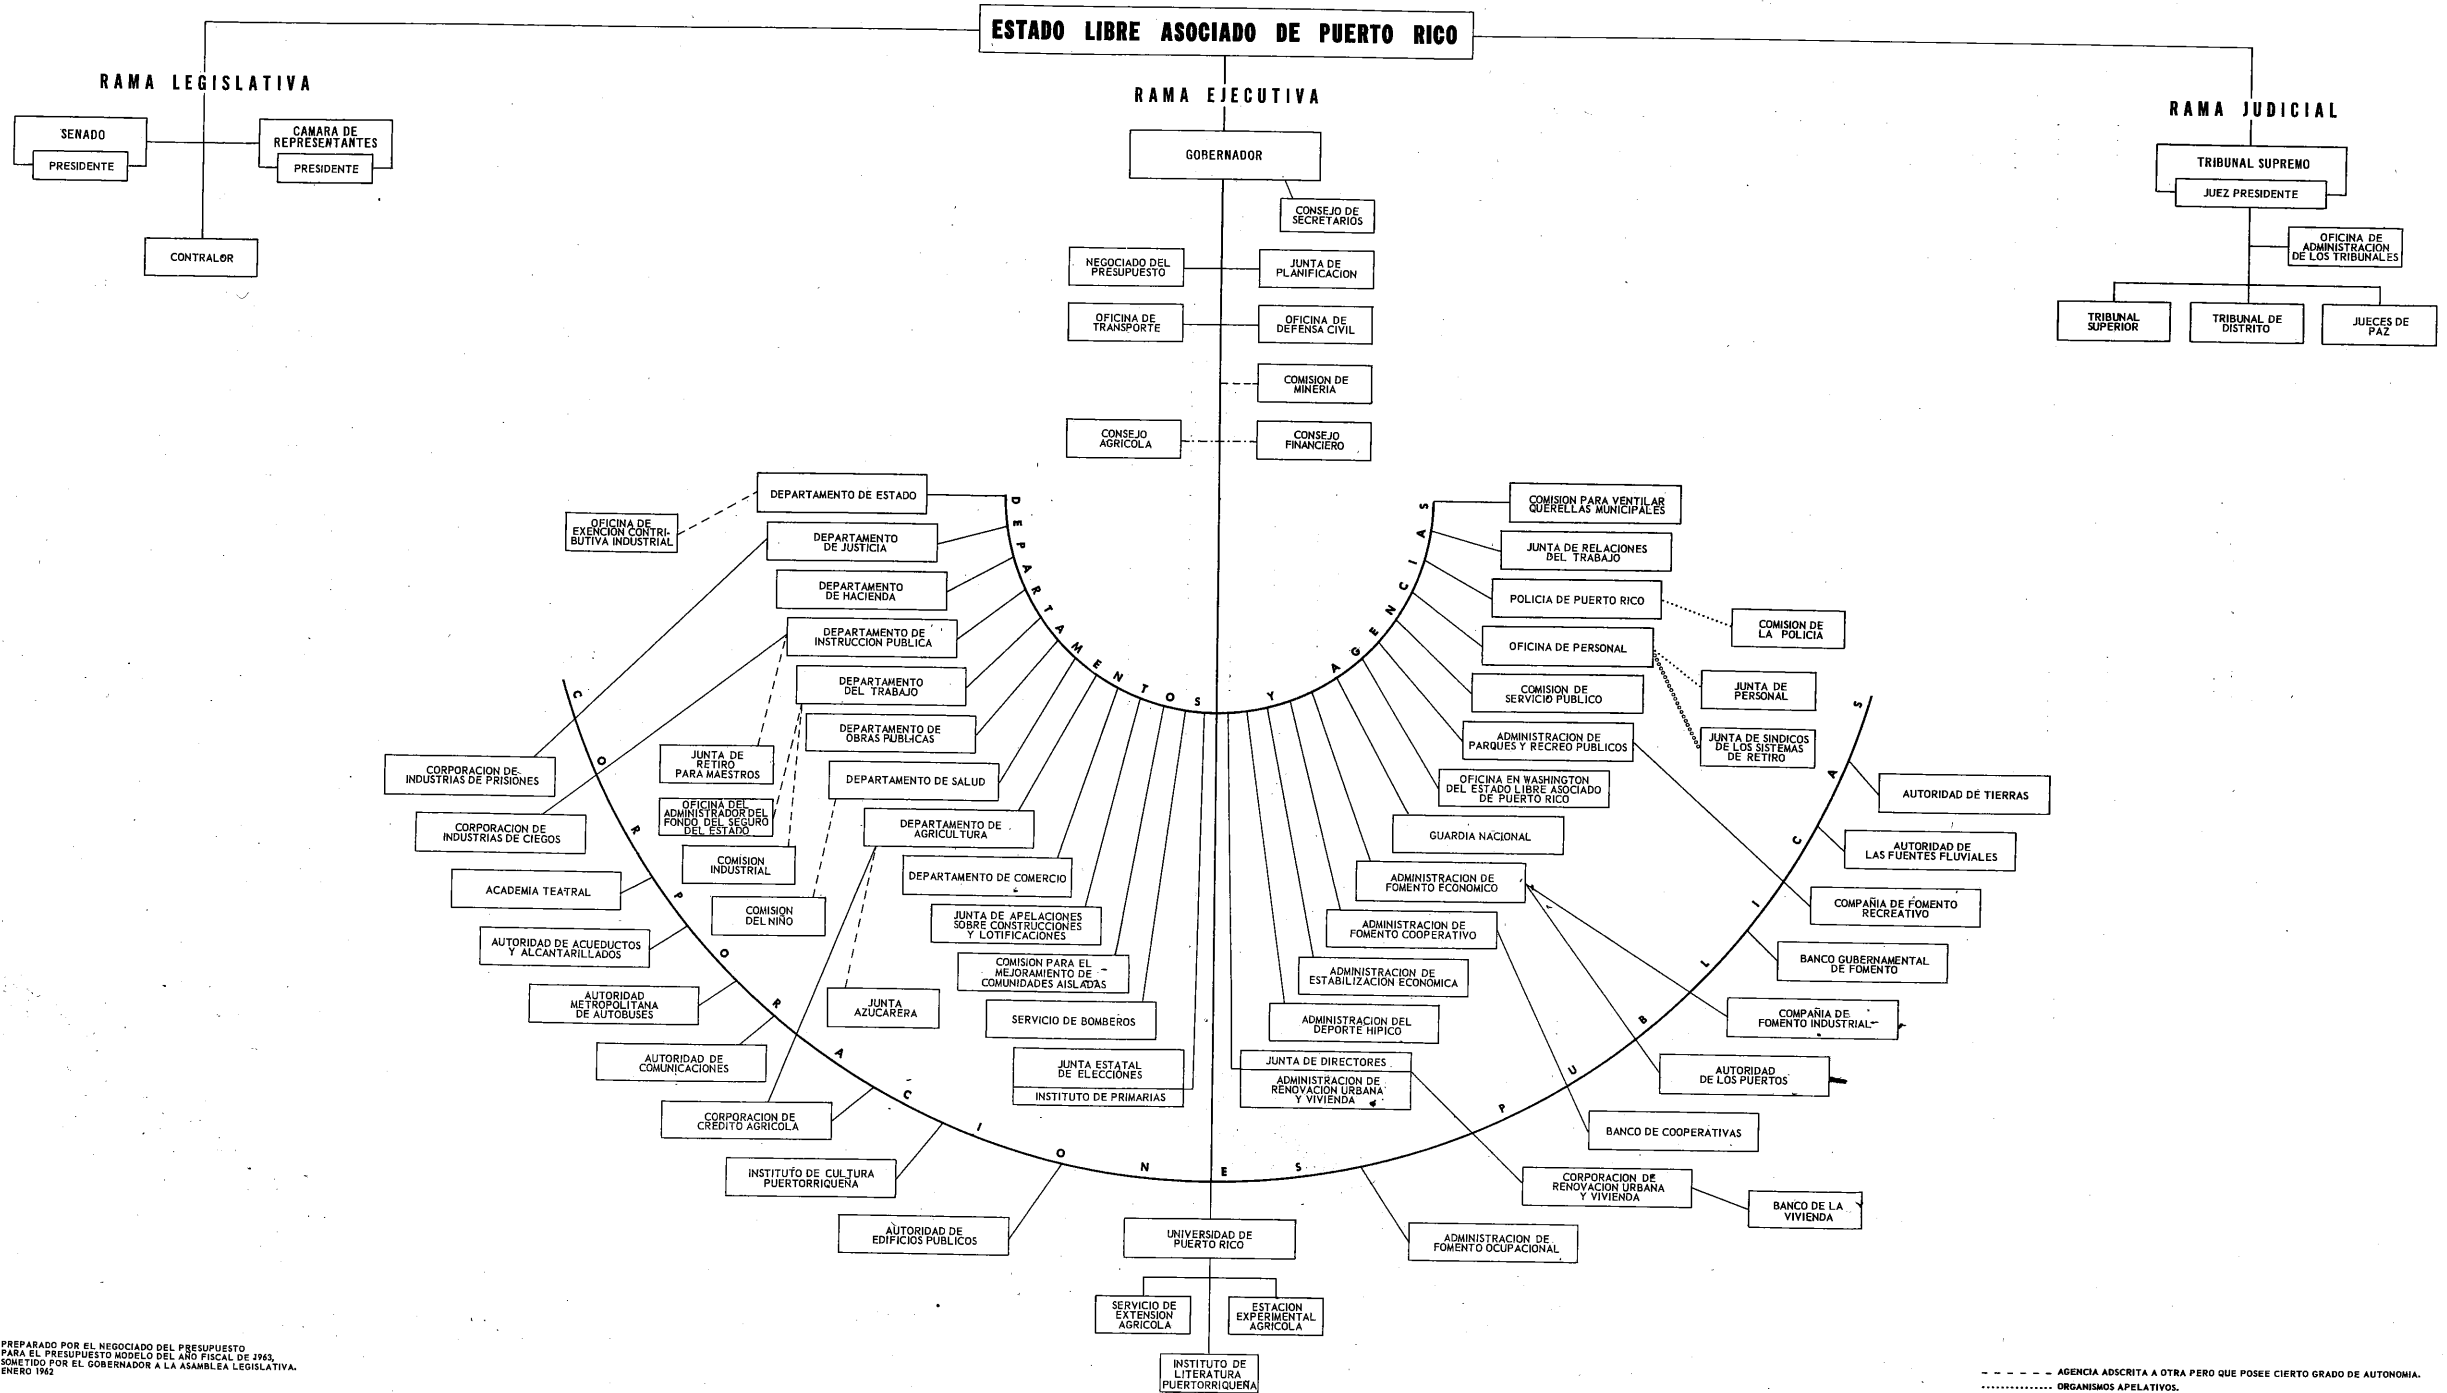 ESTADO LIBRE ASOCIADO DE PUERTO RICO
RAMA LEGISLATIVA
SENADO
PRESIDENTE
CAMARA DE
REPRESENTANTES
PRESIDENTE
CONTRALOR
RAMA EJECUTIVA
GOBERNADOR
CONSEJO DE
SECRETARIOS
NEGOCIADO DEL
PRESUPUESTO
JUNTA DE
PLANIFICACION
OFICINA DE
TRANSPORTE
OFICINA DE
DEFENSA CIVIL
COMISION DE
MINERIA
CONSEJO
AGRICOLA
CONSEJO
FINANCIERO
RAMA JUDICIAL
TRIBUNAL SUPREMO
JUEZ PRESIDENTE
OFICINA DE
ADMINISTRACION
DE LOS TRIBUNALES
TRIBUNAL
SUPERIOR
TRIBUNAL DE
DISTRITO
JUECES DE
PAZ
DEPARTAMENTOS Y AGENCIAS
DEPARTAMENTO DE ESTADO
OFICINA DE
EXENCION CONTRI-
BUTIVA INDUSTRIAL
DEPARTAMENTO
DE JUSTICIA
DEPARTAMENTO
DE HACIENDA
DEPARTAMENTO DE
INSTRUCCION PUBLICA
DEPARTAMENTO
DEL TRABAJO
DEPARTAMENTO DE
OBRAS PUBLICAS
JUNTA DE
RETIRO
PARA MAESTROS
DEPARTAMENTO DE SALUD
OFICINA DEL
ADMINISTRADOR DEL
FONDO DEL SEGURO
DEL ESTADO
DEPARTAMENTO DE
AGRICULTURA
COMISION
INDUSTRIAL
DEPARTAMENTO DE COMERCIO
COMISION
DEL NIÑO
JUNTA DE APELACIONES
SOBRE CONSTRUCCIONES
Y LOTIFICACIONES
COMISION PARA EL
MEJORAMIENTO DE
COMUNIDADES AISLADAS
JUNTA
AZUCARERA
SERVICIO DE BOMBEROS
JUNTA ESTATAL
DE ELECCIONES
INSTITUTO DE PRIMARIAS
COMISION PARA VENTILAR
QUERELLAS MUNICIPALES
JUNTA DE RELACIONES
DEL TRABAJO
POLICIA DE PUERTO RICO
COMISION DE
LA POLICIA
OFICINA DE PERSONAL
JUNTA DE
PERSONAL
COMISION DE
SERVICIO PUBLICO
JUNTA DE SINDICOS
DE LOS SISTEMAS
DE RETIRO
ADMINISTRACION DE
PARQUES Y RECREO PUBLICOS
OFICINA EN WASHINGTON
DEL ESTADO LIBRE ASOCIADO
DE PUERTO RICO
GUARDIA NACIONAL
ADMINISTRACION DE
FOMENTO ECONOMICO
ADMINISTRACION DE
FOMENTO COOPERATIVO
ADMINISTRACION DE
ESTABILIZACION ECONOMICA
ADMINISTRACION DEL
DEPORTE HIPICO
JUNTA DE DIRECTORES
ADMINISTRACION DE
RENOVACION URBANA
Y VIVIENDA
CORPORACIONES PUBLICAS
CORPORACION DE
INDUSTRIAS DE PRISIONES
CORPORACION DE
INDUSTRIAS DE CIEGOS
ACADEMIA TEATRAL
AUTORIDAD DE ACUEDUCTOS
Y ALCANTARILLADOS
AUTORIDAD
METROPOLITANA
DE AUTOBUSES
AUTORIDAD DE
COMUNICACIONES
CORPORACION DE
CREDITO AGRICOLA
INSTITUTO DE CULTURA
PUERTORRIQUEÑA
AUTORIDAD DE
EDIFICIOS PUBLICOS
UNIVERSIDAD DE
PUERTO RICO
SERVICIO DE
EXTENSION
AGRICOLA
ESTACION
EXPERIMENTAL
AGRICOLA
INSTITUTO DE
LITERATURA
PUERTORRIQUEÑA
AUTORIDAD DE TIERRAS
AUTORIDAD DE
LAS FUENTES FLUVIALES
COMPAÑIA DE FOMENTO
RECREATIVO
BANCO GUBERNAMENTAL
DE FOMENTO
COMPAÑIA DE
FOMENTO INDUSTRIAL
AUTORIDAD
DE LOS PUERTOS
BANCO DE COOPERATIVAS
CORPORACION DE
RENOVACION URBANA
Y VIVIENDA
BANCO DE LA
VIVIENDA
ADMINISTRACION DE
FOMENTO OCUPACIONAL
PREPARADO POR EL NEGOCIADO DEL PRESUPUESTO
PARA EL PRESUPUESTO MODELO DEL AÑO FISCAL DE 1963,
SOMETIDO POR EL GOBERNADOR A LA ASAMBLEA LEGISLATIVA.
ENERO 1962
AGENCIA ADSCRITA A OTRA PERO QUE POSEE CIERTO GRADO DE AUTONOMIA.
ORGANISMOS APELATIVOS.